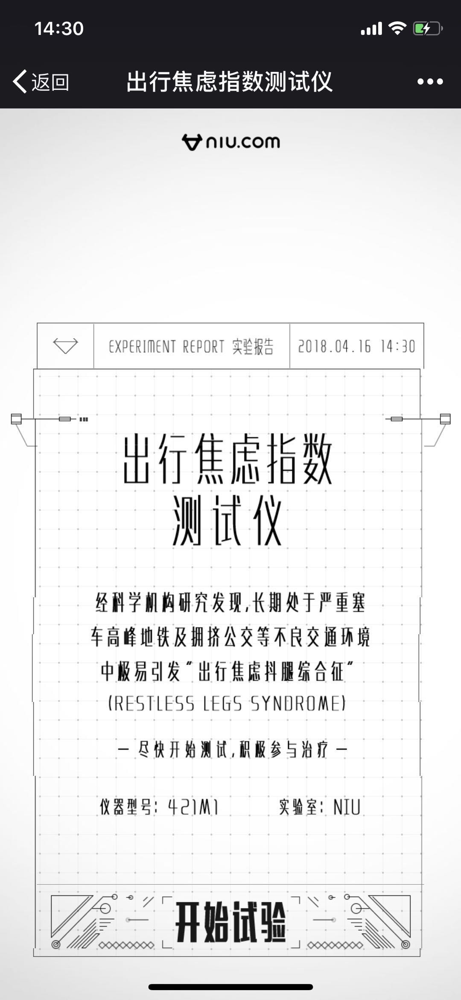 14:30
返回 出行焦虑指数测试仪
niu.com
EXPERIMENT REPORT 实验报告 2018.04.16 14:30
出行焦虑指数
测试仪
经科学机构研究发现,长期处于严重塞
车高峰地铁及拥挤公交等不良交通环境
中极易引发"出行焦虑抖腿综合征"
(RESTLESS LEGS SYNDROME)
— 尽快开始测试,积极参与治疗 —
仪器型号: 421M1 实验室: NIU
开始试验